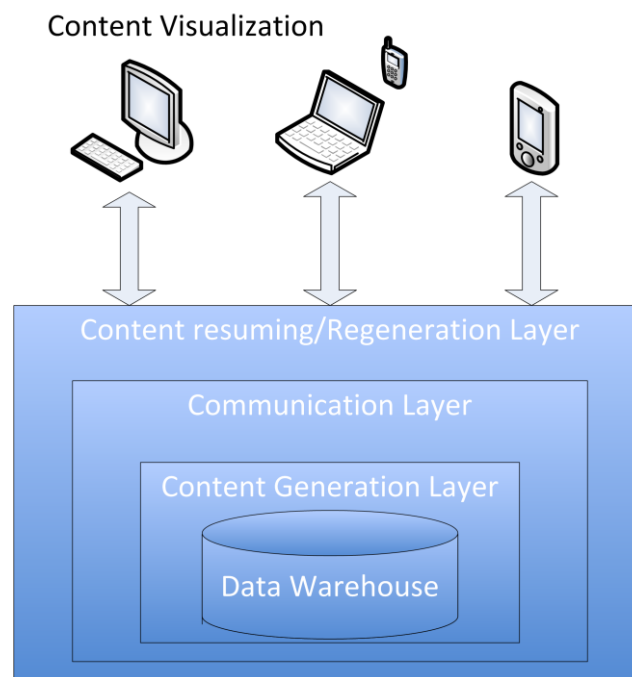 Content Visualization
Content resuming/Regeneration Layer
Communication Layer
Content Generation Layer
Data Warehouse